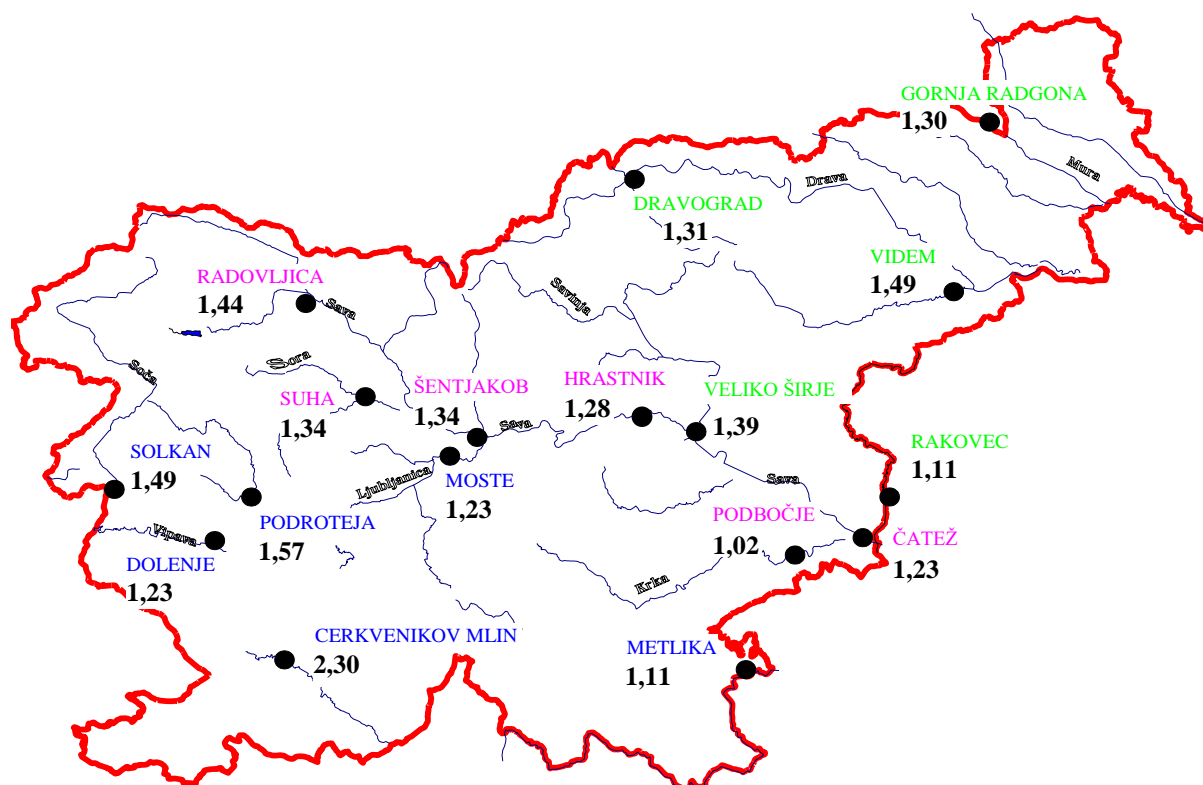 GORNJA RADGONA
1,30
Mura
Drava
DRAVOGRAD
1,31
VIDEM
1,49
RADOVLJICA
1,44
Sava
Savinja
Soča
Sora
SUHA
1,34
ŠENTJAKOB
1,34
Sava
HRASTNIK
1,28
VELIKO ŠIRJE
1,39
RAKOVEC
1,11
SOLKAN
1,49
Ljubljanica
MOSTE
1,23
Sava
PODROTEJA
1,57
Vipava
DOLENJE
1,23
PODBOČJE
1,02
ČATEŽ
1,23
Krka
CERKVENIKOV MLIN
2,30
METLIKA
1,11